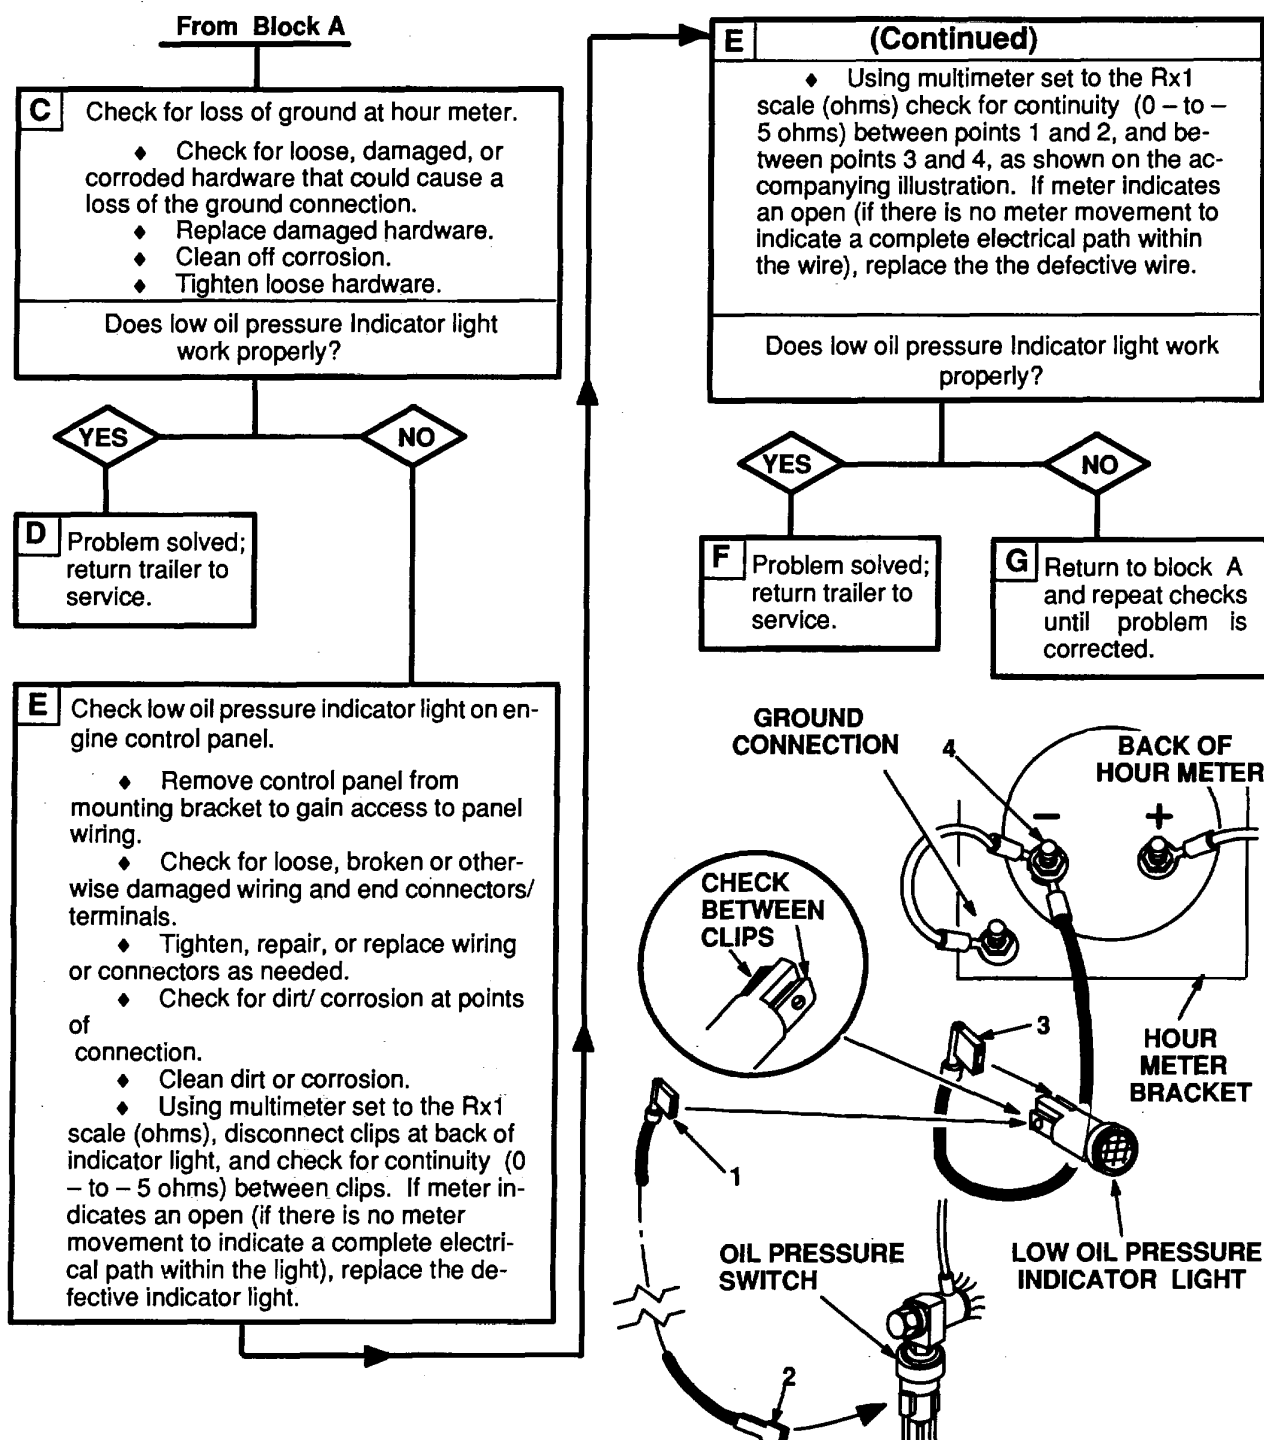 From Block A
C Check for loss of ground at hour meter.
♦ Check for loose, damaged, or
corroded hardware that could cause a
loss of the ground connection.
♦ Replace damaged hardware.
♦ Clean off corrosion.
♦ Tighten loose hardware.
Does low oil pressure Indicator light
work properly?
YES
NO
D Problem solved;
return trailer to
service.
E Check low oil pressure indicator light on en-
gine control panel.
♦ Remove control panel from
mounting bracket to gain access to panel
wiring.
♦ Check for loose, broken or other-
wise damaged wiring and end connectors/
terminals.
♦ Tighten, repair, or replace wiring
or connectors as needed.
♦ Check for dirt/ corrosion at points
of
connection.
♦ Clean dirt or corrosion.
♦ Using multimeter set to the Rx1
scale (ohms), disconnect clips at back of
indicator light, and check for continuity (0
– to – 5 ohms) between clips. If meter in-
dicates an open (if there is no meter
movement to indicate a complete electri-
cal path within the light), replace the de-
fective indicator light.
E (Continued)
♦ Using multimeter set to the Rx1
scale (ohms) check for continuity (0 – to –
5 ohms) between points 1 and 2, and be-
tween points 3 and 4, as shown on the ac-
companying illustration. If meter indicates
an open (if there is no meter movement to
indicate a complete electrical path within
the wire), replace the the defective wire.
Does low oil pressure Indicator light work
properly?
YES
NO
F Problem solved;
return trailer to
service.
G Return to block A
and repeat checks
until problem is
corrected.
GROUND
CONNECTION
4
BACK OF
HOUR METER
– +
CHECK
BETWEEN
CLIPS
3
HOUR
METER
BRACKET
1
OIL PRESSURE
SWITCH
LOW OIL PRESSURE
INDICATOR LIGHT
2